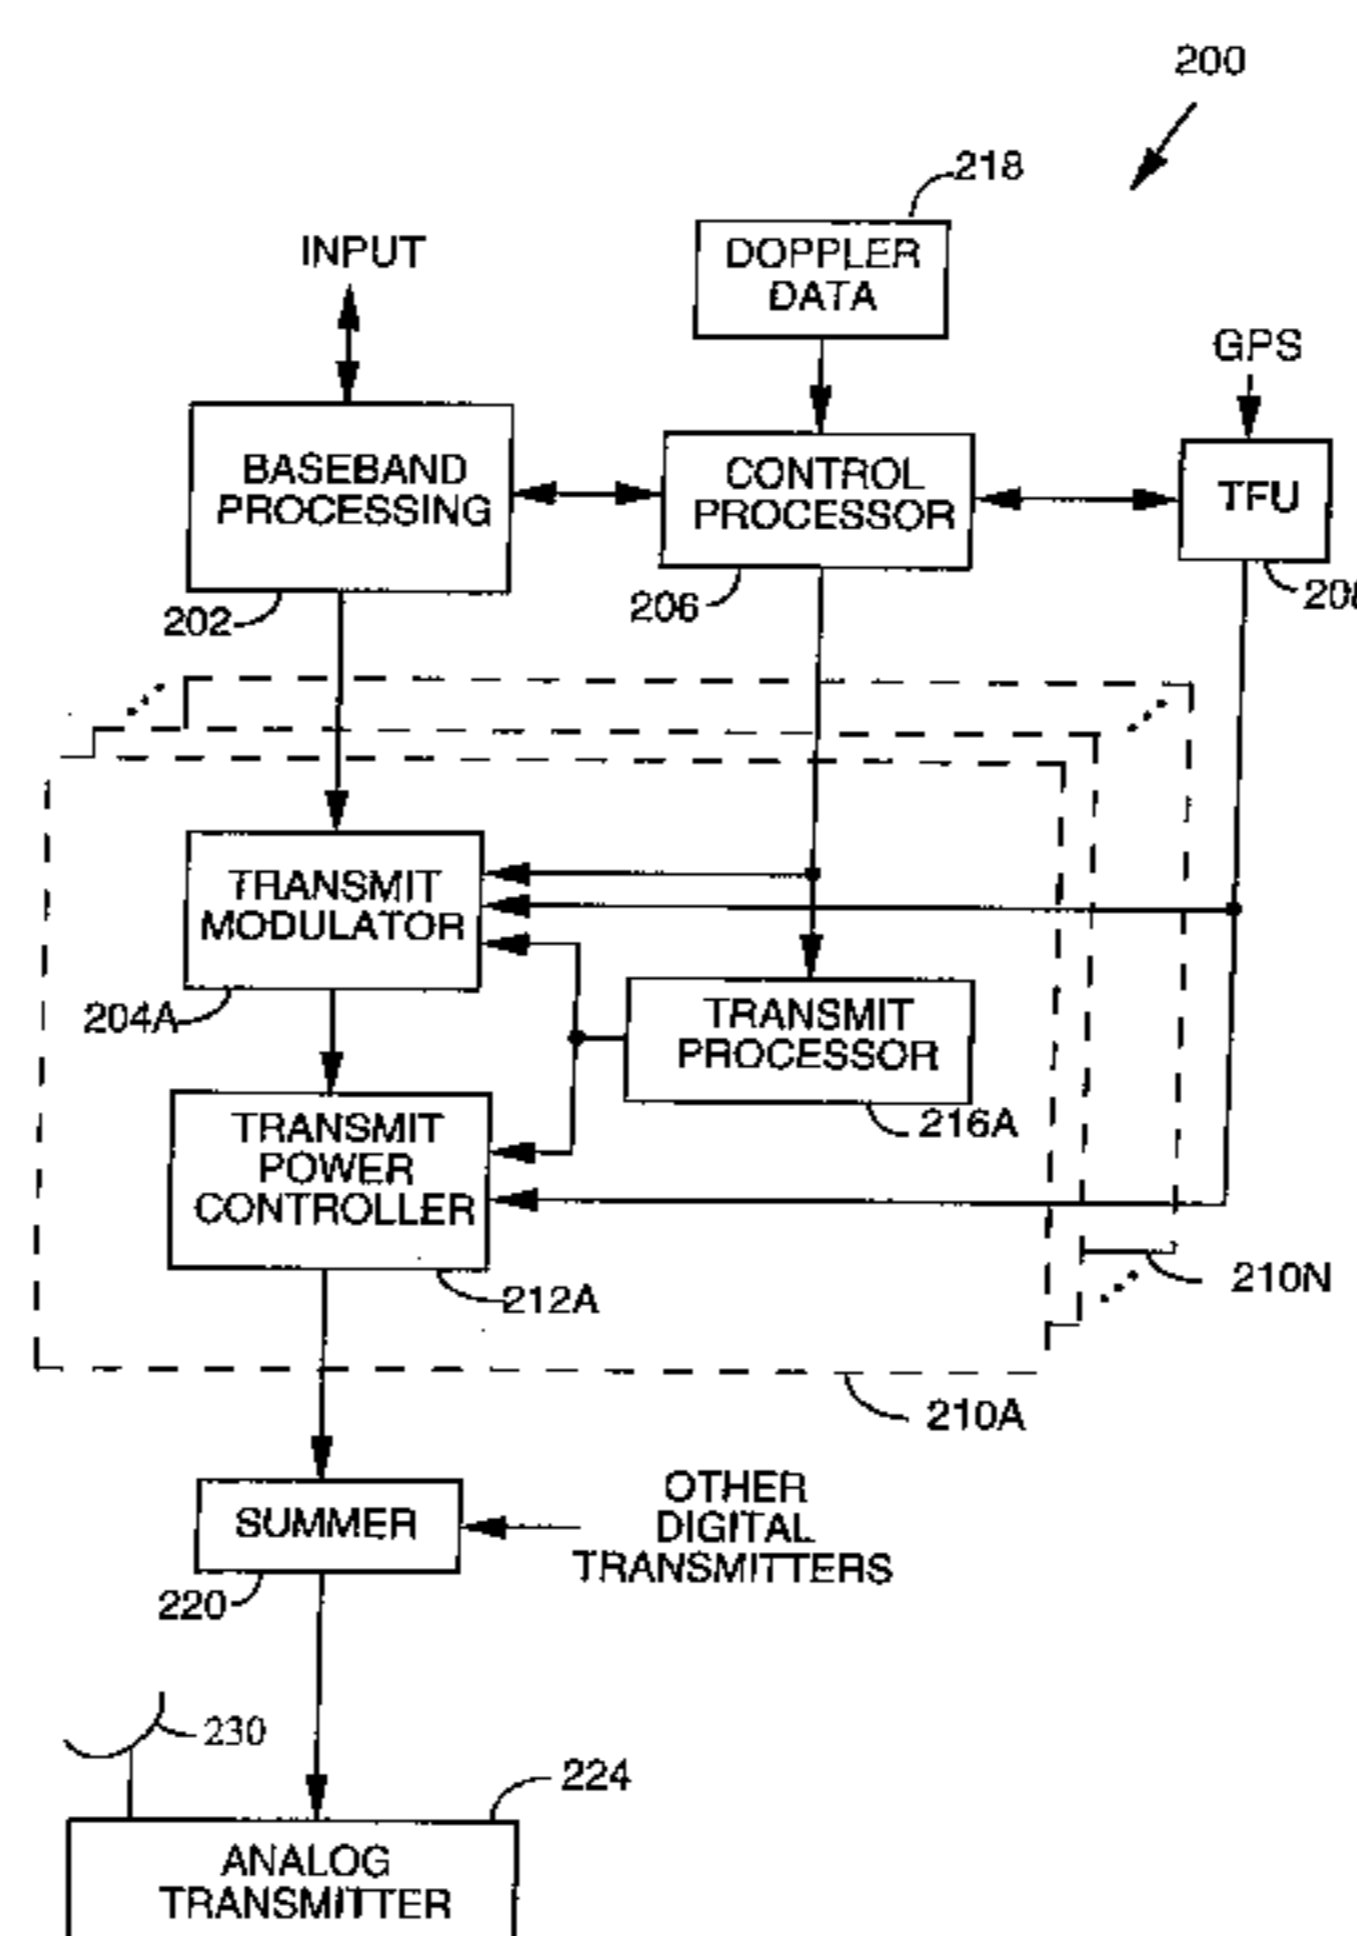 200
218
INPUT
DOPPLER
DATA
GPS
BASEBAND
PROCESSING
CONTROL
PROCESSOR
TFU
202
206
TRANSMIT
MODULATOR
204A
TRANSMIT
PROCESSOR
216A
TRANSMIT
POWER
CONTROLLER
212A
210N
210A
SUMMER
OTHER
DIGITAL
TRANSMITTERS
220
230
224
ANALOG
TRANSMITTER